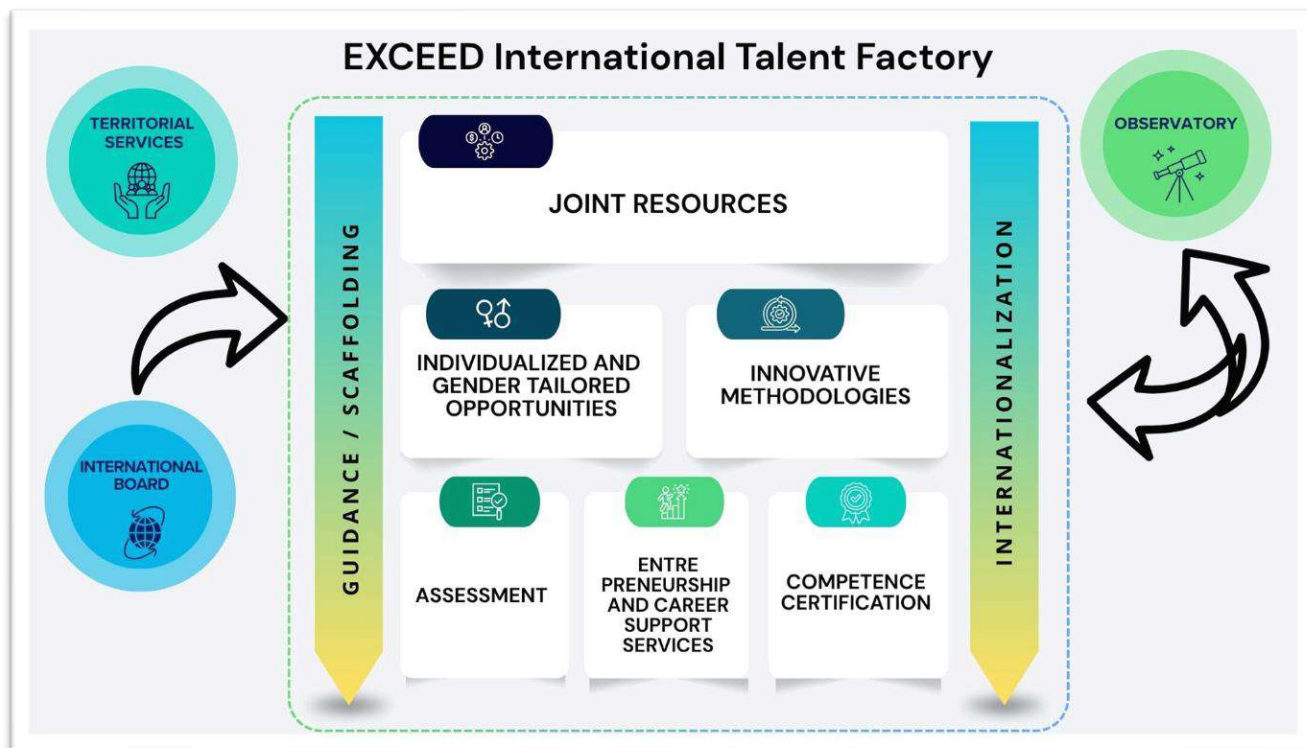 EXCEED International Talent Factory
TERRITORIAL
SERVICES
INTERNATIONAL
BOARD
GUIDANCE / SCAFFOLDING
JOINT RESOURCES
INDIVIDUALIZED AND
GENDER TAILORED
OPPORTUNITIES
INNOVATIVE
METHODOLOGIES
ASSESSMENT
ENTRE
PRENEURSHIP
AND CAREER
SUPPORT
SERVICES
COMPETENCE
CERTIFICATION
INTERNATIONALIZATION
OBSERVATORY